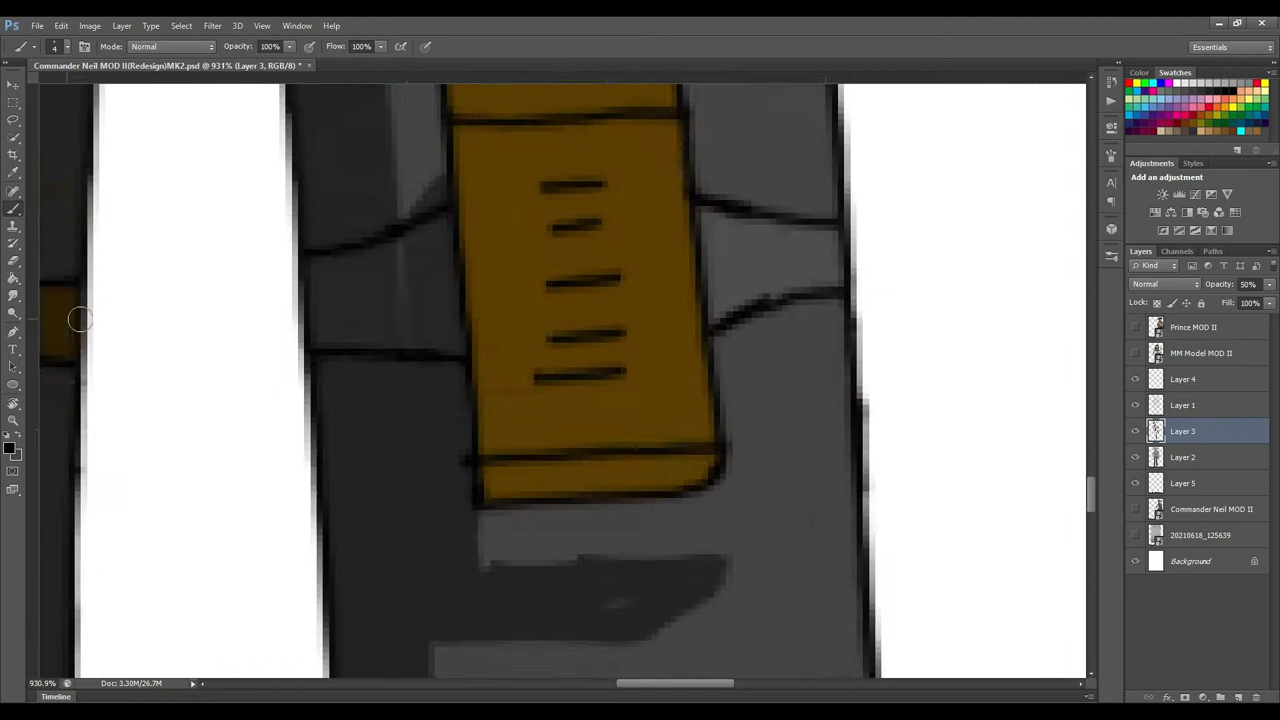 Ps File Edit Image Layer Type Select Filter 3D View Window Help
4 Mode: Normal Opacity: 100% Flow: 100% Essentials
Commander Neil MOD II(Redesign)MK2.psd @ 931% (Layer 3, RGB/8) * ×
Color Swatches
Adjustments Styles
Add an adjustment
Layers Channels Paths
Kind
Normal Opacity: 50%
Lock: Fill: 100%
Prince MOD II
MM Model MOD II
Layer 4
Layer 1
Layer 3
Layer 2
Layer 5
Commander Neil MOD II
20210618_125639
Background
930.9% Doc: 3.30M/26.7M
Timeline